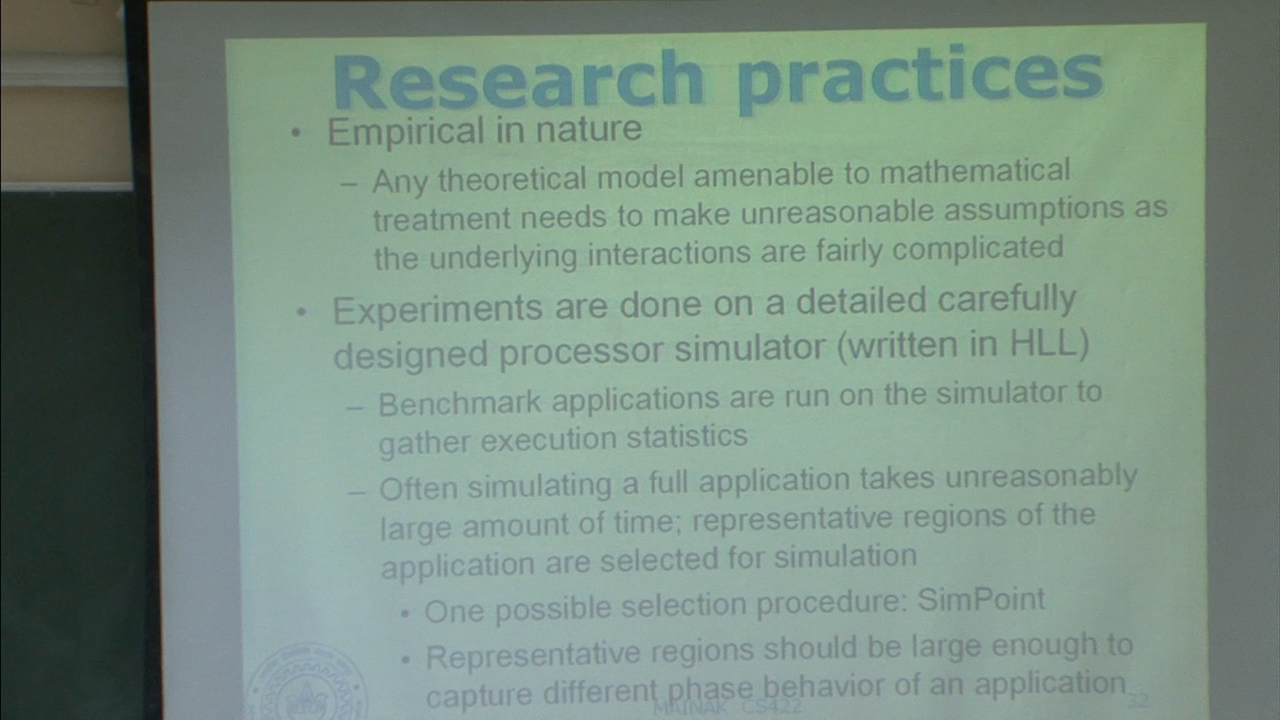 Research practices
• Empirical in nature
– Any theoretical model amenable to mathematical
treatment needs to make unreasonable assumptions as
the underlying interactions are fairly complicated
• Experiments are done on a detailed carefully
designed processor simulator (written in HLL)
– Benchmark applications are run on the simulator to
gather execution statistics
– Often simulating a full application takes unreasonably
large amount of time; representative regions of the
application are selected for simulation
• One possible selection procedure: SimPoint
• Representative regions should be large enough to
capture different phase behavior of an application
MAINAK CS422
32